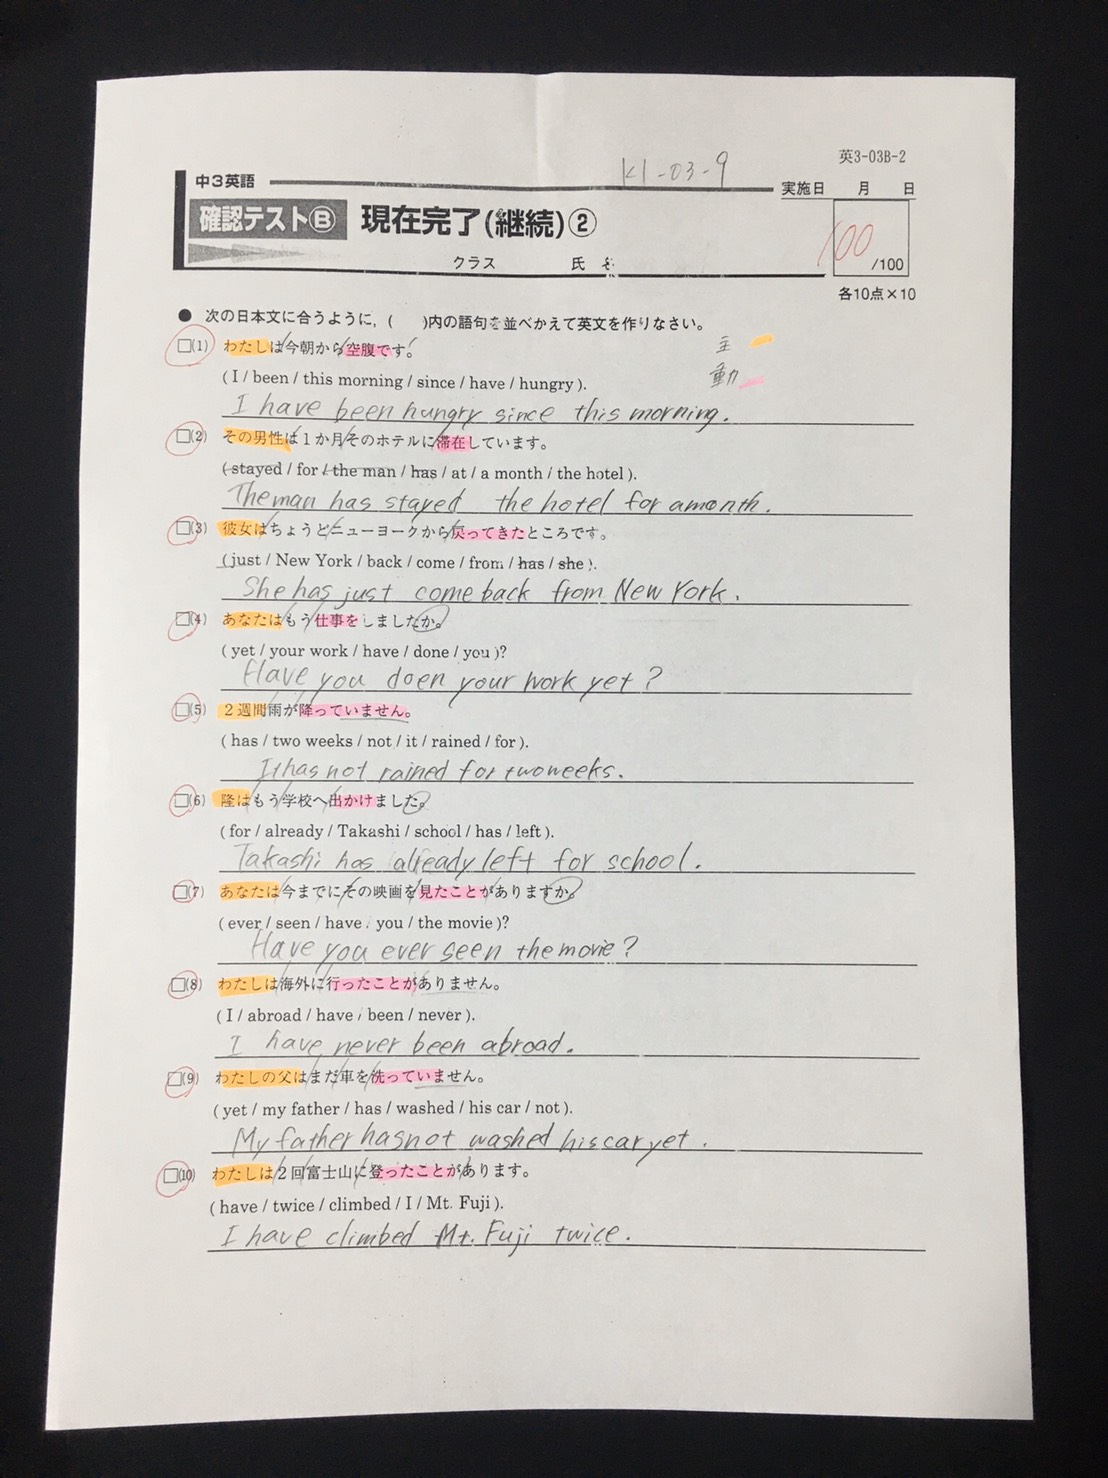 英3-03B-2
K1-03-9
中3英語
実施日 月 日
確認テストⒷ 現在完了(継続)②
100
/100
クラス 氏
各10点×10
● 次の日本文に合うように, ( )内の語句を並べかえて英文を作りなさい。
主
動
□(1) わたしは今朝から空腹です。
( I / been / this morning / since / have / hungry ).
I have been hungry since this morning.
□(2) その男性は1か月そのホテルに滞在しています。
( stayed / for / the man / has / at / a month / the hotel ).
The man has stayed the hotel for a month.
□(3) 彼女はちょうどニューヨークから戻ってきたところです。
( just / New York / back / come / from / has / she ).
She has just come back from New York.
□(4) あなたはもう仕事をしましたか。
( yet / your work / have / done / you )?
Have you doen your work yet?
□(5) 2週間雨が降っていません。
( has / two weeks / not / it / rained / for ).
It has not rained for two weeks.
□(6) 隆はもう学校へ出かけました。
( for / already / Takashi / school / has / left ).
Takashi has already left for school.
□(7) あなたは今までにその映画を見たことがありますか。
( ever / seen / have / you / the movie )?
Have you ever seen the movie?
□(8) わたしは海外に行ったことがありません。
( I / abroad / have / been / never ).
I have never been abroad.
□(9) わたしの父はまだ車を洗っていません。
( yet / my father / has / washed / his car / not ).
My father has not washed his car yet.
□(10) わたしは2回富士山に登ったことがあります。
( have / twice / climbed / I / Mt. Fuji ).
I have climbed Mt. Fuji twice.